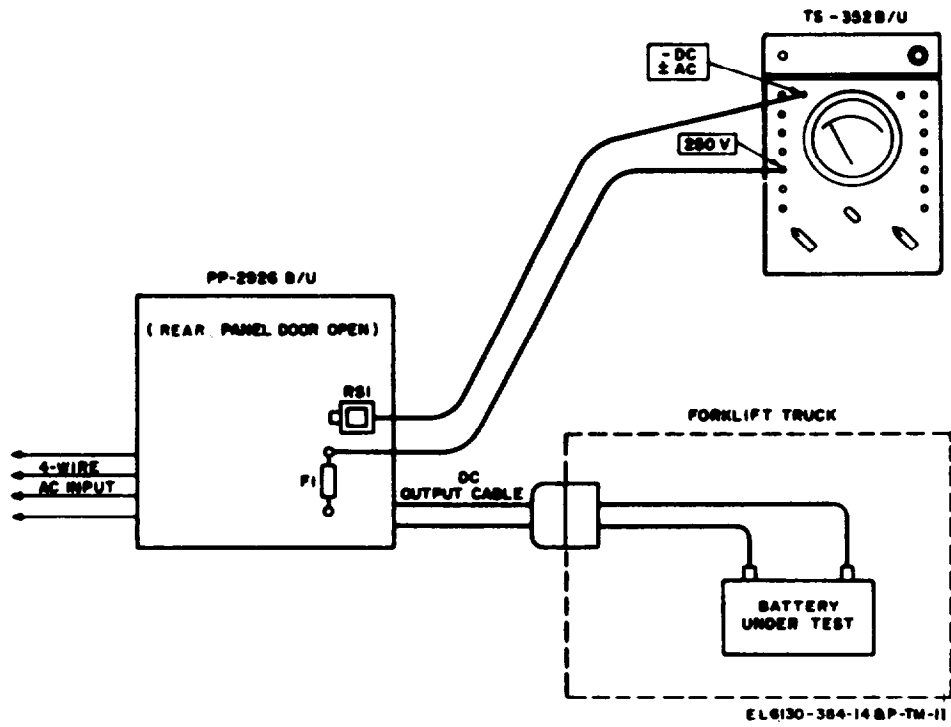 TS-352B/U
- DC
± AC
250 V
PP-2926 B/U
(REAR PANEL DOOR OPEN)
RS1
F1
4-WIRE
AC INPUT
DC
OUTPUT CABLE
FORKLIFT TRUCK
BATTERY
UNDER TEST
EL6130-384-14&P-TM-11